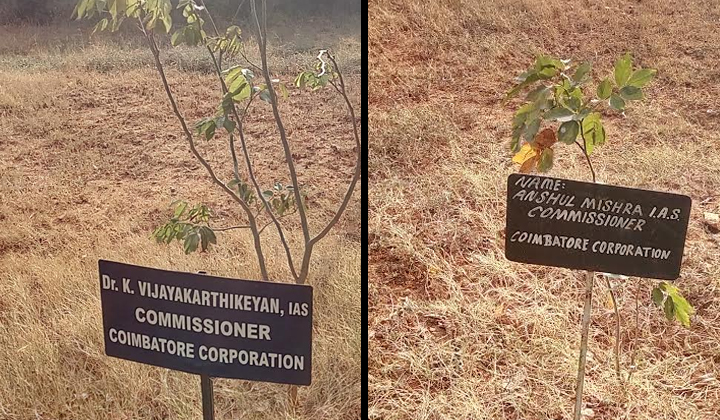 Dr. K. VIJAYAKARTHIKEYAN, IAS
COMMISSIONER
COIMBATORE CORPORATION
NAME:
ANSHUL MISHRA I.A.S.
COMMISSIONER
COIMBATORE CORPORATION